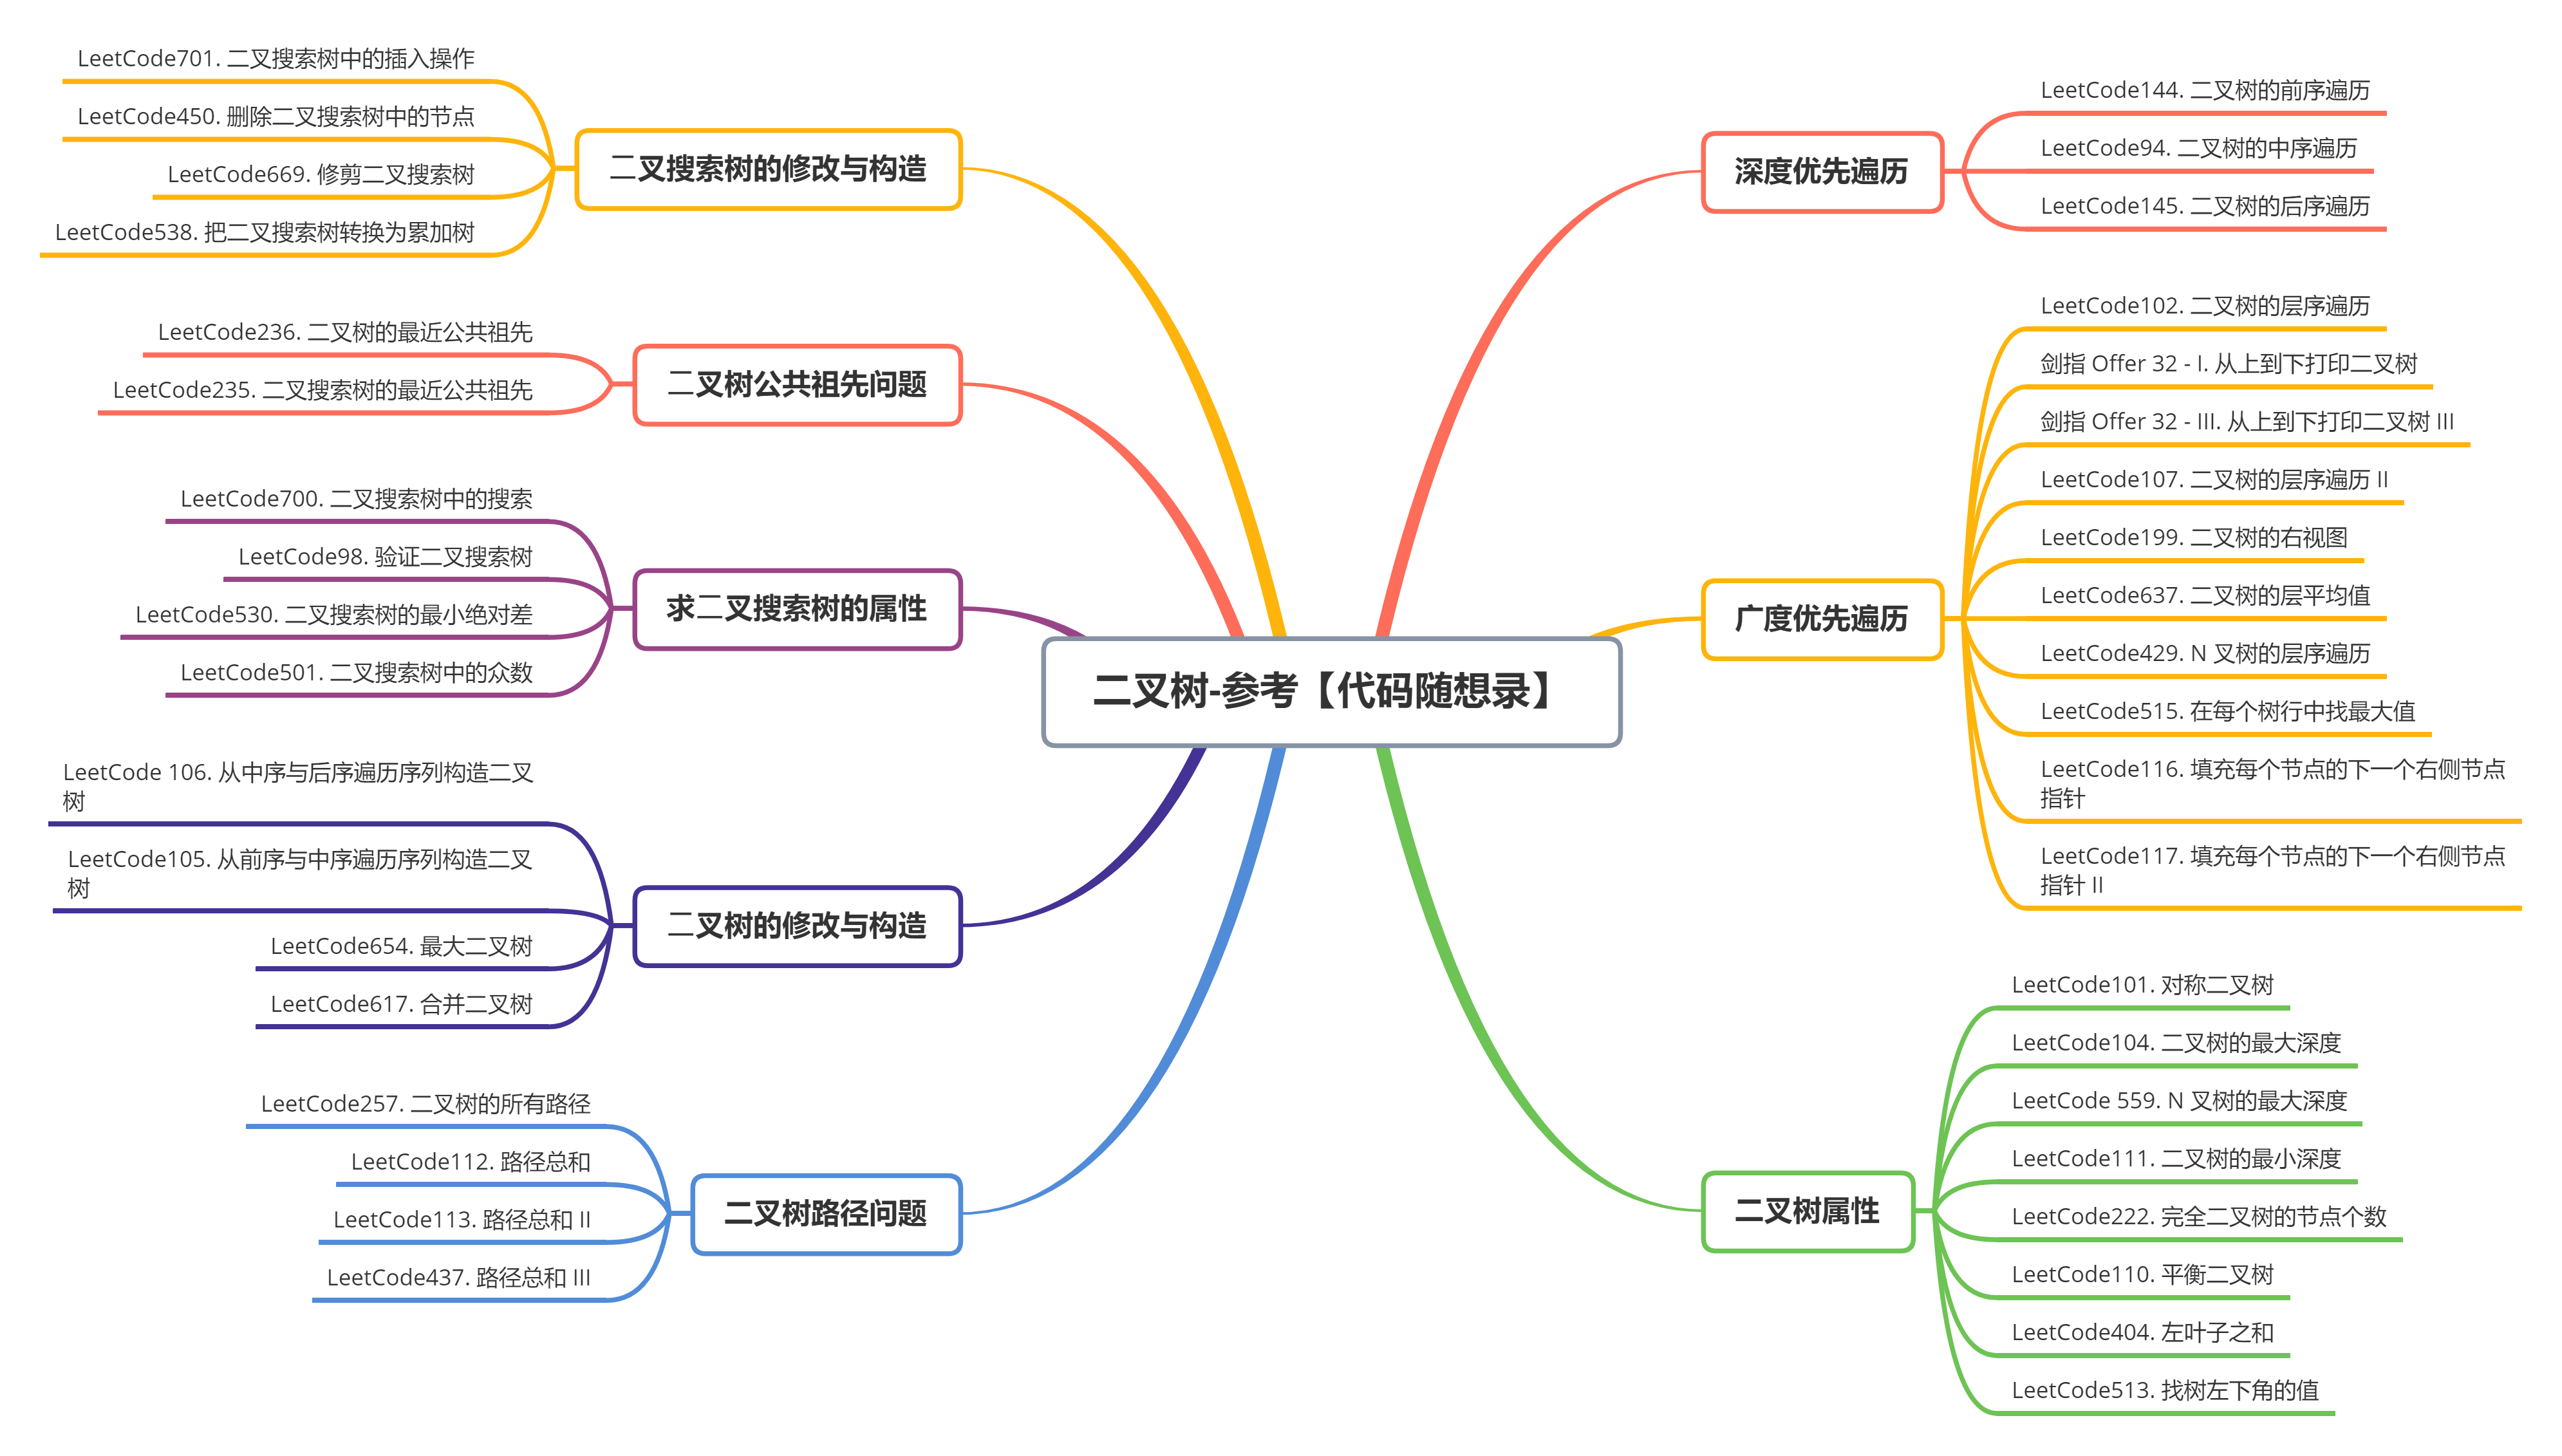 二叉树-参考【代码随想录】
深度优先遍历
LeetCode144. 二叉树的前序遍历
LeetCode94. 二叉树的中序遍历
LeetCode145. 二叉树的后序遍历
广度优先遍历
LeetCode102. 二叉树的层序遍历
剑指 Offer 32 - I. 从上到下打印二叉树
剑指 Offer 32 - III. 从上到下打印二叉树 III
LeetCode107. 二叉树的层序遍历 II
LeetCode199. 二叉树的右视图
LeetCode637. 二叉树的层平均值
LeetCode429. N 叉树的层序遍历
LeetCode515. 在每个树行中找最大值
LeetCode116. 填充每个节点的下一个右侧节点
指针
LeetCode117. 填充每个节点的下一个右侧节点
指针 II
二叉树属性
LeetCode101. 对称二叉树
LeetCode104. 二叉树的最大深度
LeetCode 559. N 叉树的最大深度
LeetCode111. 二叉树的最小深度
LeetCode222. 完全二叉树的节点个数
LeetCode110. 平衡二叉树
LeetCode404. 左叶子之和
LeetCode513. 找树左下角的值
二叉树路径问题
LeetCode257. 二叉树的所有路径
LeetCode112. 路径总和
LeetCode113. 路径总和 II
LeetCode437. 路径总和 III
二叉树的修改与构造
LeetCode 106. 从中序与后序遍历序列构造二叉
树
LeetCode105. 从前序与中序遍历序列构造二叉
树
LeetCode654. 最大二叉树
LeetCode617. 合并二叉树
求二叉搜索树的属性
LeetCode700. 二叉搜索树中的搜索
LeetCode98. 验证二叉搜索树
LeetCode530. 二叉搜索树的最小绝对差
LeetCode501. 二叉搜索树中的众数
二叉树公共祖先问题
LeetCode236. 二叉树的最近公共祖先
LeetCode235. 二叉搜索树的最近公共祖先
二叉搜索树的修改与构造
LeetCode701. 二叉搜索树中的插入操作
LeetCode450. 删除二叉搜索树中的节点
LeetCode669. 修剪二叉搜索树
LeetCode538. 把二叉搜索树转换为累加树